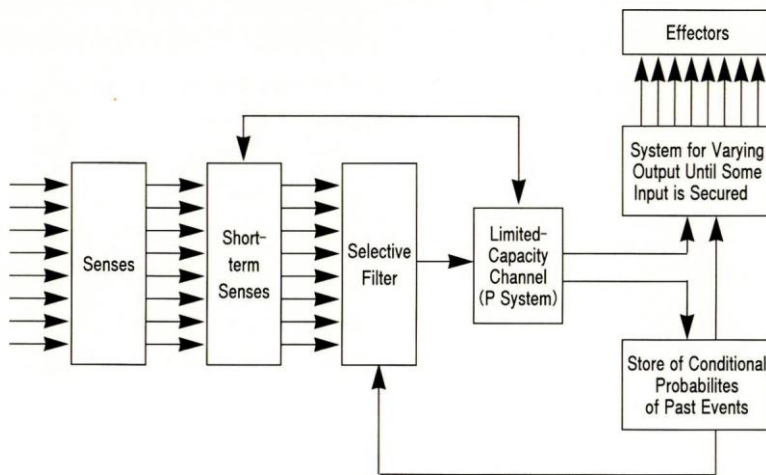 Effectors
System for Varying
Output Until Some
Input is Secured
Senses
Short-
term
Senses
Selective
Filter
Limited-
Capacity
Channel
(P System)
Store of Conditional
Probabilites
of Past Events